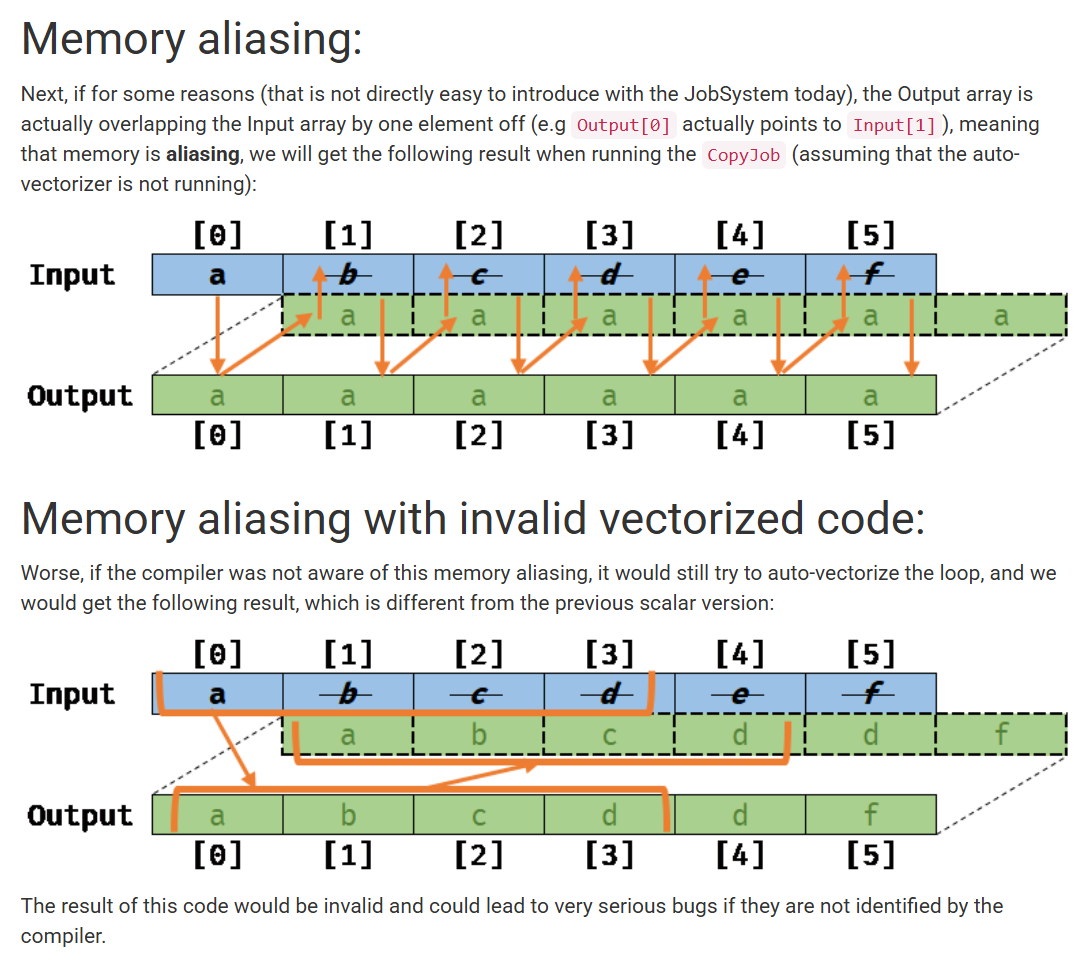 Memory aliasing:
Next, if for some reasons (that is not directly easy to introduce with the JobSystem today), the Output array is
actually overlapping the Input array by one element off (e.g Output[0] actually points to Input[1] ), meaning
that memory is aliasing, we will get the following result when running the CopyJob (assuming that the auto-
vectorizer is not running):
[0] [1] [2] [3] [4] [5]
Input a b c d e f
a a a a a a
Output a a a a a a
[0] [1] [2] [3] [4] [5]
Memory aliasing with invalid vectorized code:
Worse, if the compiler was not aware of this memory aliasing, it would still try to auto-vectorize the loop, and we
would get the following result, which is different from the previous scalar version:
[0] [1] [2] [3] [4] [5]
Input a b c d e f
a b c d d f
Output a b c d d f
[0] [1] [2] [3] [4] [5]
The result of this code would be invalid and could lead to very serious bugs if they are not identified by the
compiler.